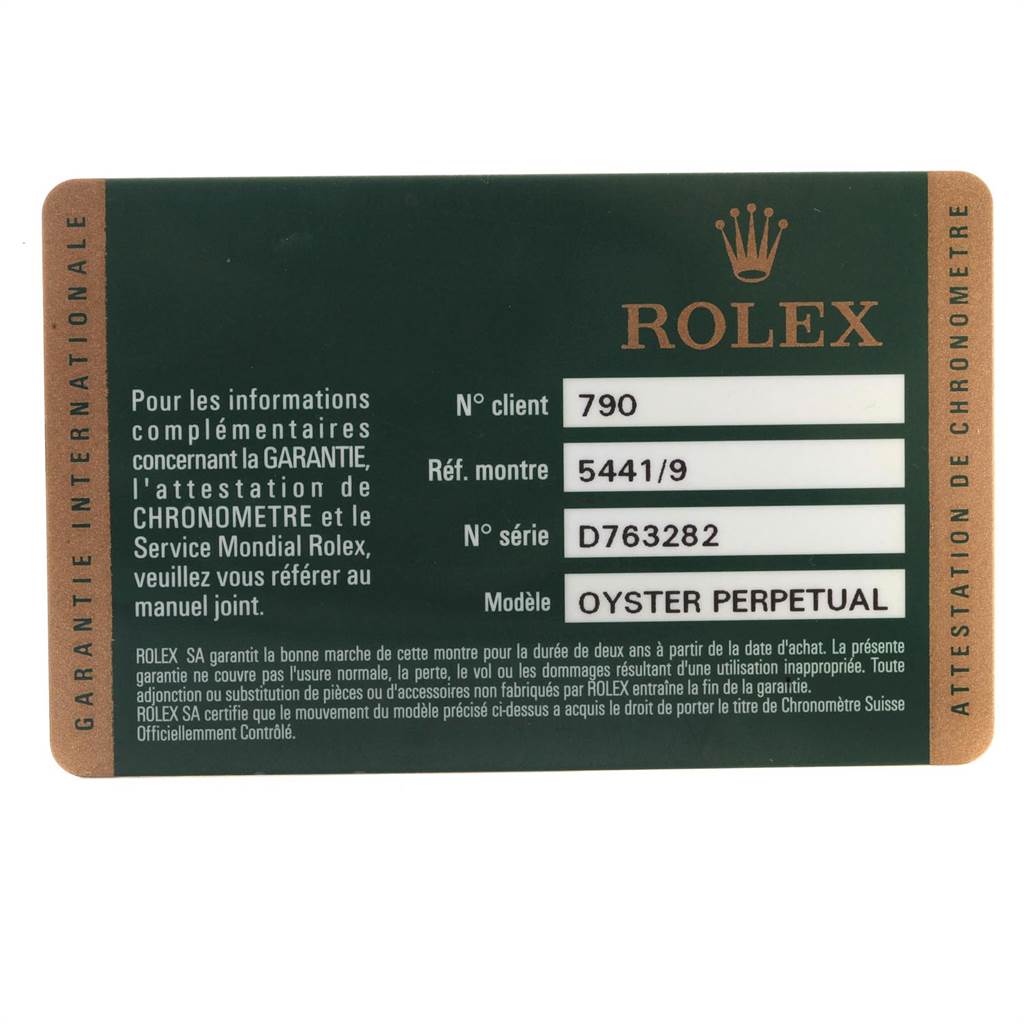 GARANTIE INTERNATIONALE
ROLEX
Pour les informations
complémentaires
concernant la GARANTIE,
l'attestation de
CHRONOMETRE et le
Service Mondial Rolex,
veuillez vous référer au
manuel joint.
N° client 790
Réf. montre 5441/9
N° série D763282
Modèle OYSTER PERPETUAL
ROLEX SA garantit la bonne marche de cette montre pour la durée de deux ans à partir de la date d'achat. La présente
garantie ne couvre pas l'usure normale, la perte, le vol ou les dommages résultant d'une utilisation inappropriée. Toute
adjonction ou substitution de pièces ou d'accessoires non fabriqués par ROLEX entraîne la fin de la garantie.
ROLEX SA certifie que le mouvement du modèle précisé ci-dessus a acquis le droit de porter le titre de Chronomètre Suisse
Officiellement Contrôlé.
ATTESTATION DE CHRONOMETRE